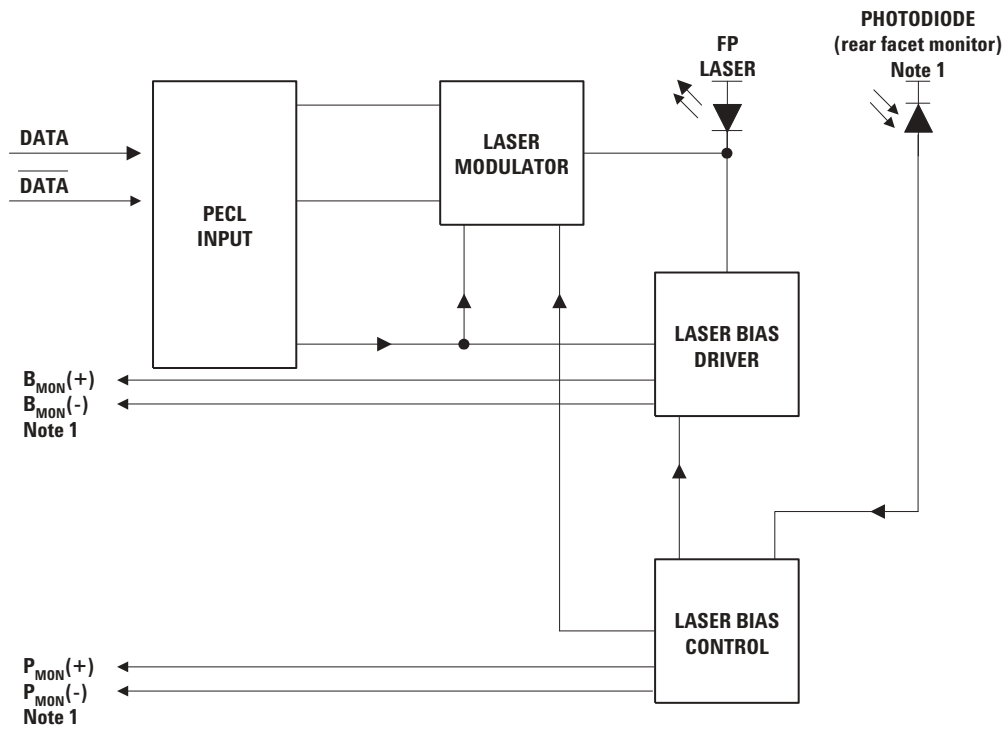 PHOTODIODE
(rear facet monitor)
Note 1
FP
LASER
DATA
D̅A̅T̅A̅
PECL
INPUT
LASER
MODULATOR
LASER BIAS
DRIVER
BMON(+)
BMON(-)
Note 1
LASER BIAS
CONTROL
PMON(+)
PMON(-)
Note 1